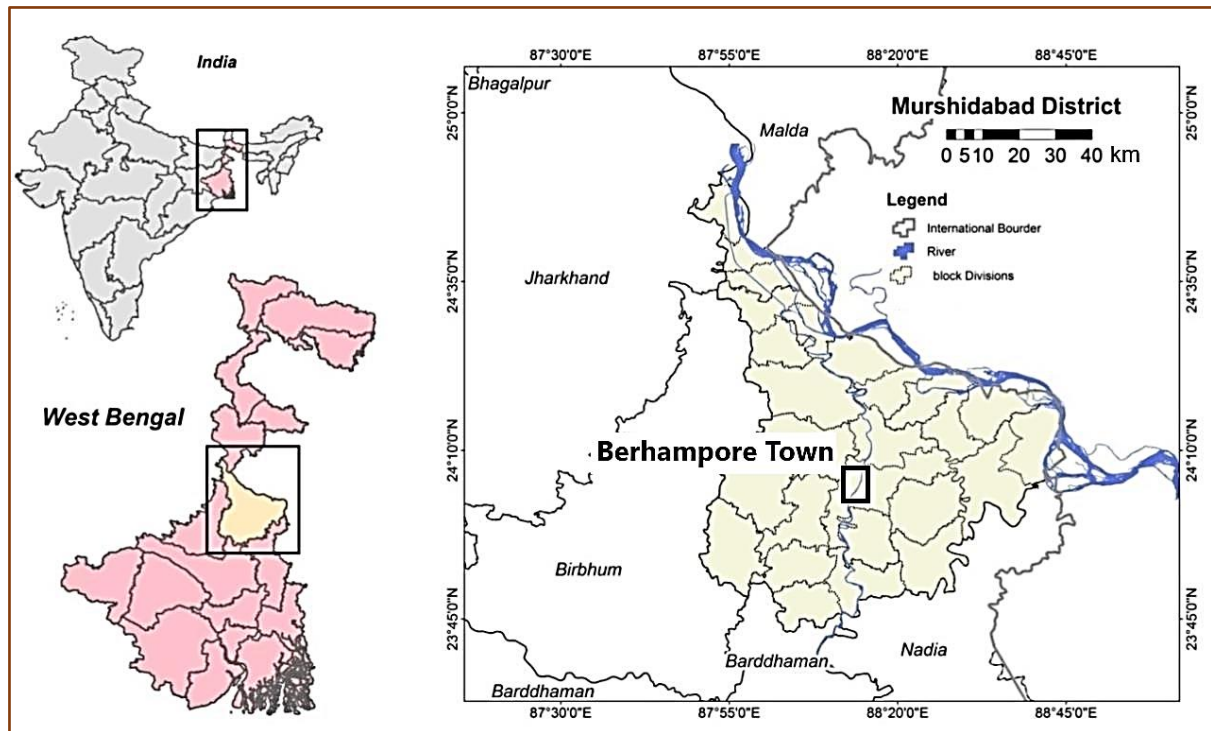 India
West Bengal
87°30'0"E 87°55'0"E 88°20'0"E 88°45'0"E
Bhagalpur
Murshidabad District
Malda
0 5 10 20 30 40 km
25°0'0"N
25°0'0"N
Legend
International Bourder
River
block Divisions
Jharkhand
24°35'0"N
24°35'0"N
Berhampore Town
24°10'0"N
24°10'0"N
Birbhum
23°45'0"N
23°45'0"N
Nadia
Barddhaman
Barddhaman
87°30'0"E 87°55'0"E 88°20'0"E 88°45'0"E